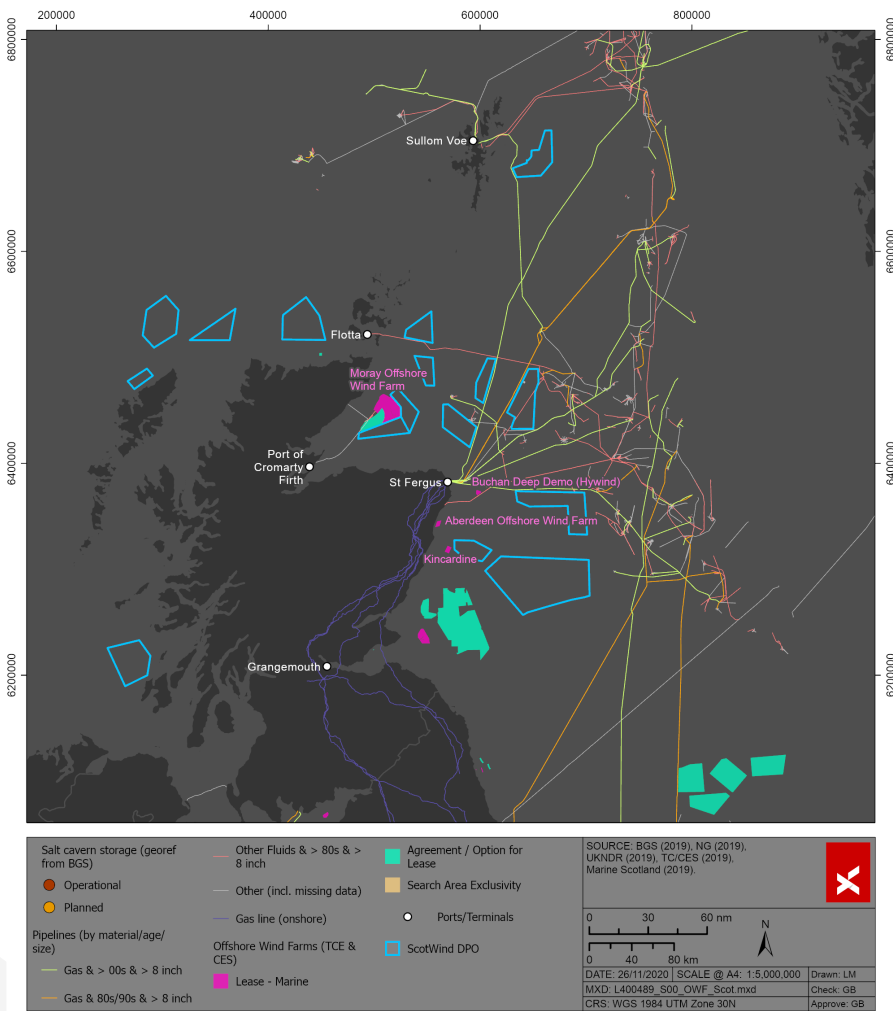 200000
400000
600000
800000
6800000
6800000
Sullom Voe
6600000
6600000
Flotta
Moray Offshore
Wind Farm
Port of
Cromarty
Firth
6400000
6400000
St Fergus
Buchan Deep Demo (Hywind)
Aberdeen Offshore Wind Farm
Kincardine
Grangemouth
6200000
6200000
Salt cavern storage (georef
from BGS)
Operational
Planned
Pipelines (by material/age/
size)
Gas & > 00s & > 8 inch
Gas & 80s/90s & > 8 inch
Other Fluids & > 80s & >
8 inch
Other (incl. missing data)
Gas line (onshore)
Offshore Wind Farms (TCE &
CES)
Lease - Marine
Agreement / Option for
Lease
Search Area Exclusivity
Ports/Terminals
ScotWind DPO
SOURCE: BGS (2019), NG (2019),
UKNDR (2019), TC/CES (2019),
Marine Scotland (2019).
0 30 60 nm
0 40 80 km
N
DATE: 26/11/2020 SCALE @ A4: 1:5,000,000 Drawn: LM
MXD: L400489_S00_OWF_Scot.mxd Check: GB
CRS: WGS 1984 UTM Zone 30N Approve: GB